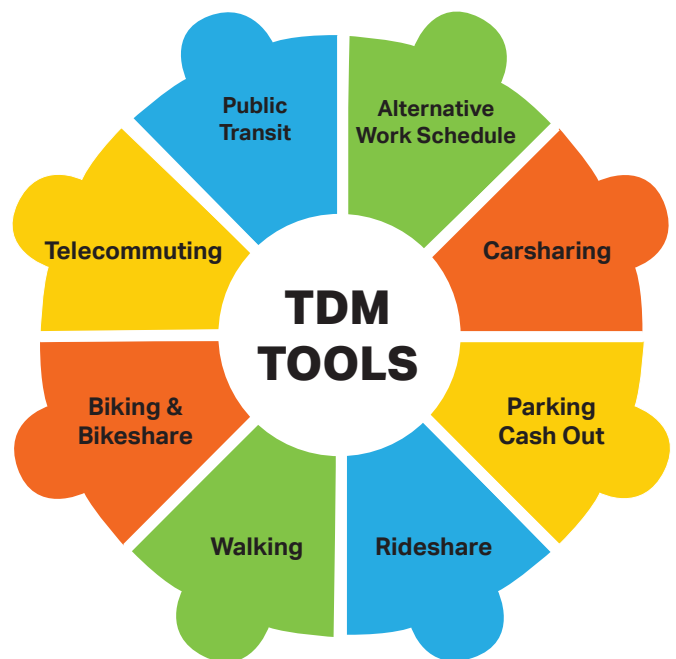 Public
Transit
Alternative
Work Schedule
Telecommuting
Carsharing
TDM
TOOLS
Biking &
Bikeshare
Parking
Cash Out
Walking
Rideshare